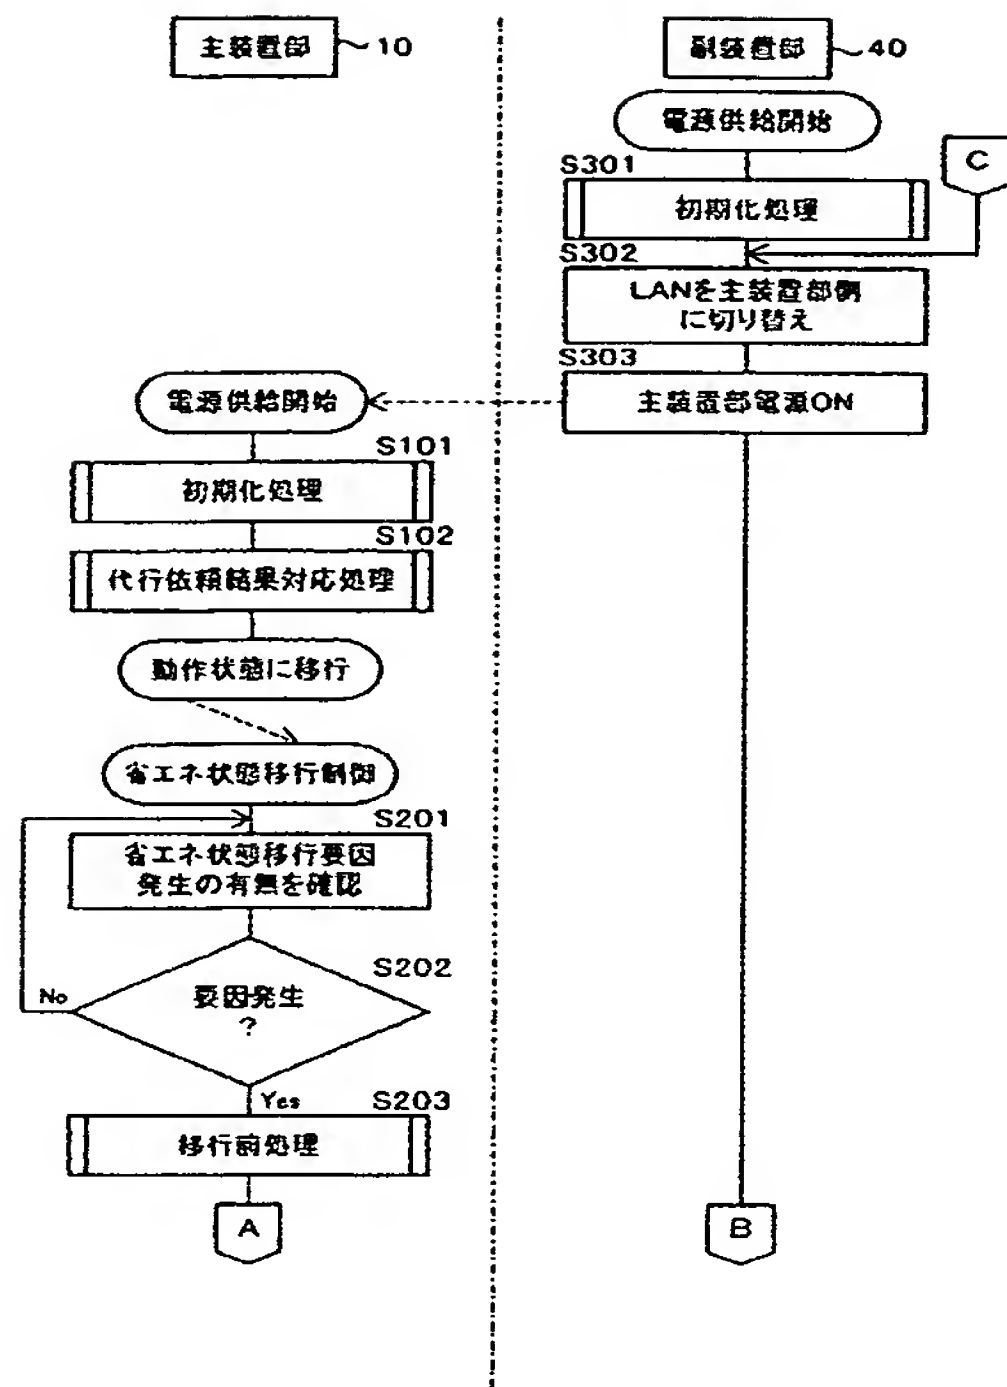 主装置部
10
副装置部
40
電源供給開始
C
S301
初期化処理
S302
LANを主装置部側
に切り替え
S303
主装置部電源ON
電源供給開始
S101
初期化処理
S102
代行依頼結果対応処理
動作状態に移行
省エネ状態移行制御
S201
省エネ状態移行要因
発生の有無を確認
S202
要因発生
?
No
Yes
S203
移行前処理
A
B